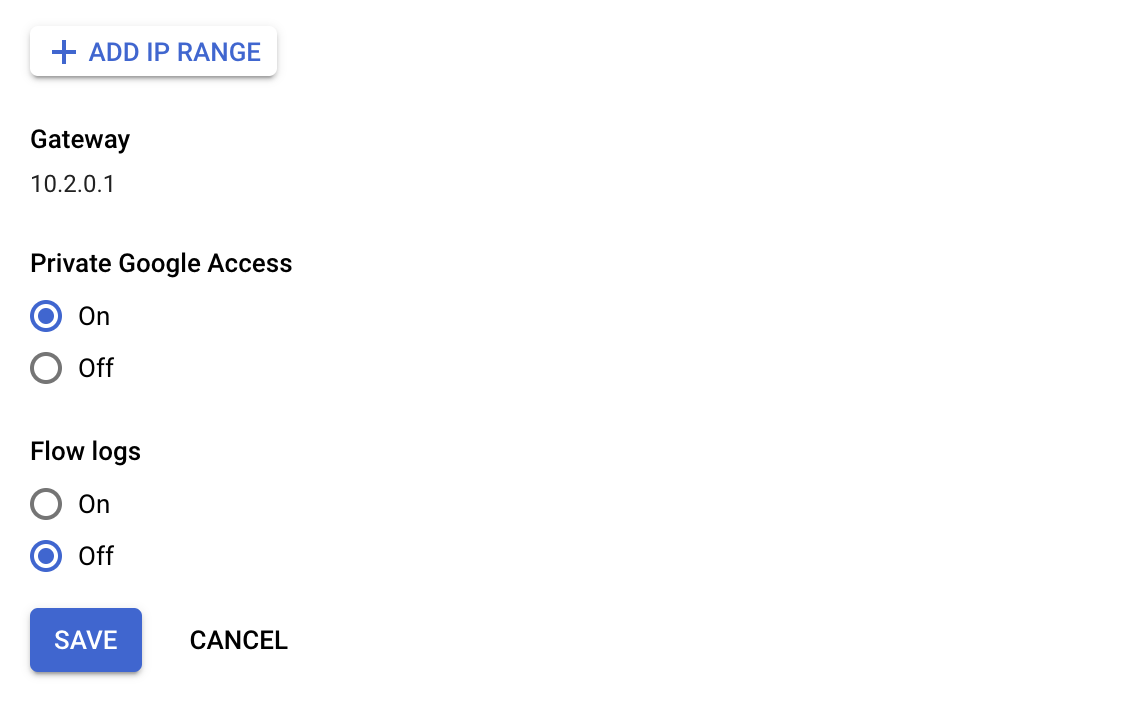 ADD IP RANGE
Gateway
10.2.0.1
Private Google Access
On
Off
Flow logs
On
Off
SAVE CANCEL